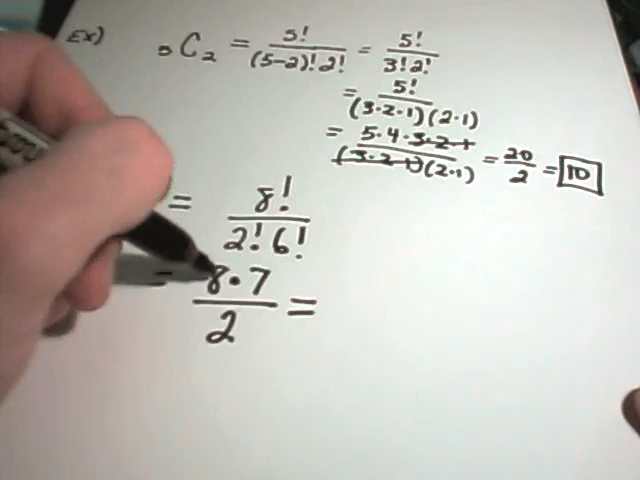 Ex) 5C2 = 5!/(5-2)!2! = 5!/3!2!
= 5!/(3·2·1)(2·1)
= 5·4·3·2·1/(3·2·1)(2·1) = 20/2 = 10
= 8!/2!6!
= 8·7/2 =